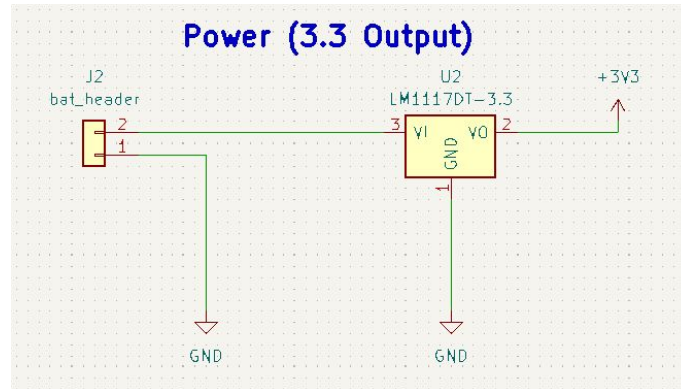 Power (3.3 Output)
J2
bat_header
2
1
U2
LM1117DT-3.3
3 VI VO 2
GND
1
+3V3
GND
GND